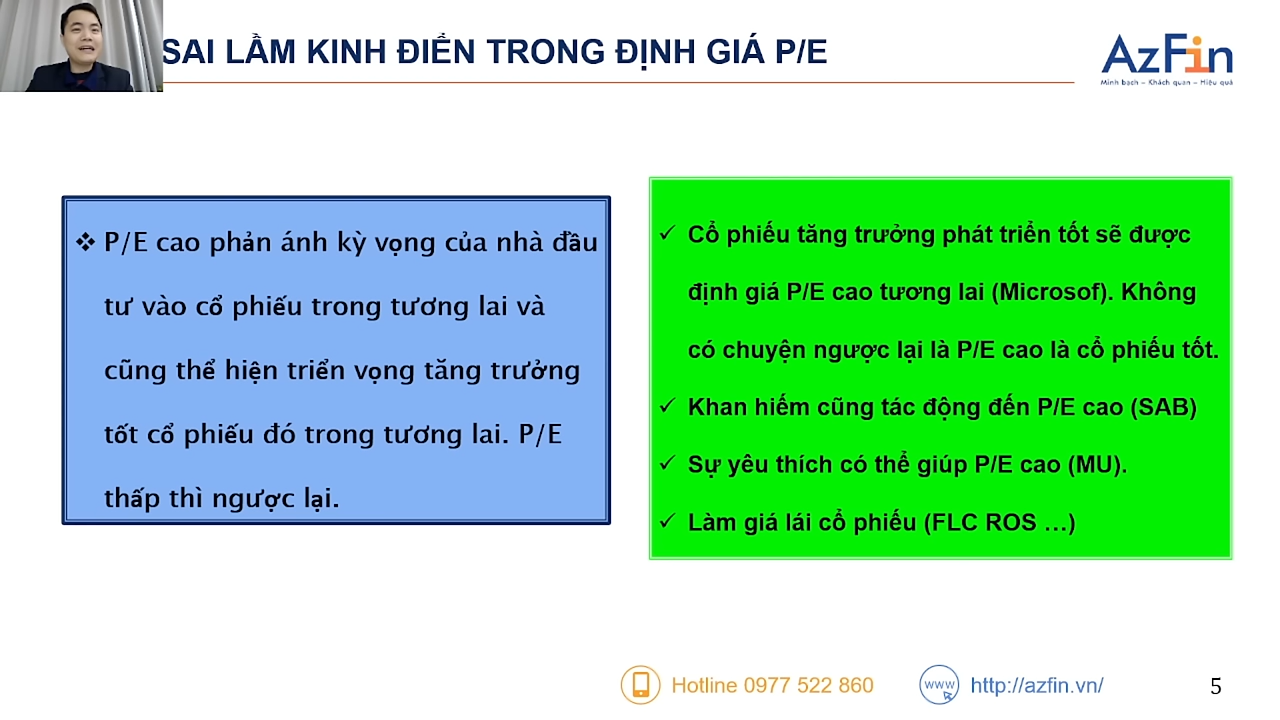 SAI LẦM KINH ĐIỂN TRONG ĐỊNH GIÁ P/E
AzFin
Minh bạch – Khách quan – Hiệu quả
❖ P/E cao phản ánh kỳ vọng của nhà đầu
tư vào cổ phiếu trong tương lai và
cũng thể hiện triển vọng tăng trưởng
tốt cổ phiếu đó trong tương lai. P/E
thấp thì ngược lại.
✓ Cổ phiếu tăng trưởng phát triển tốt sẽ được
định giá P/E cao tương lai (Microsof). Không
có chuyện ngược lại là P/E cao là cổ phiếu tốt.
✓ Khan hiếm cũng tác động đến P/E cao (SAB)
✓ Sự yêu thích có thể giúp P/E cao (MU).
✓ Làm giá lái cổ phiếu (FLC ROS …)
Hotline 0977 522 860
www
http://azfin.vn/
5